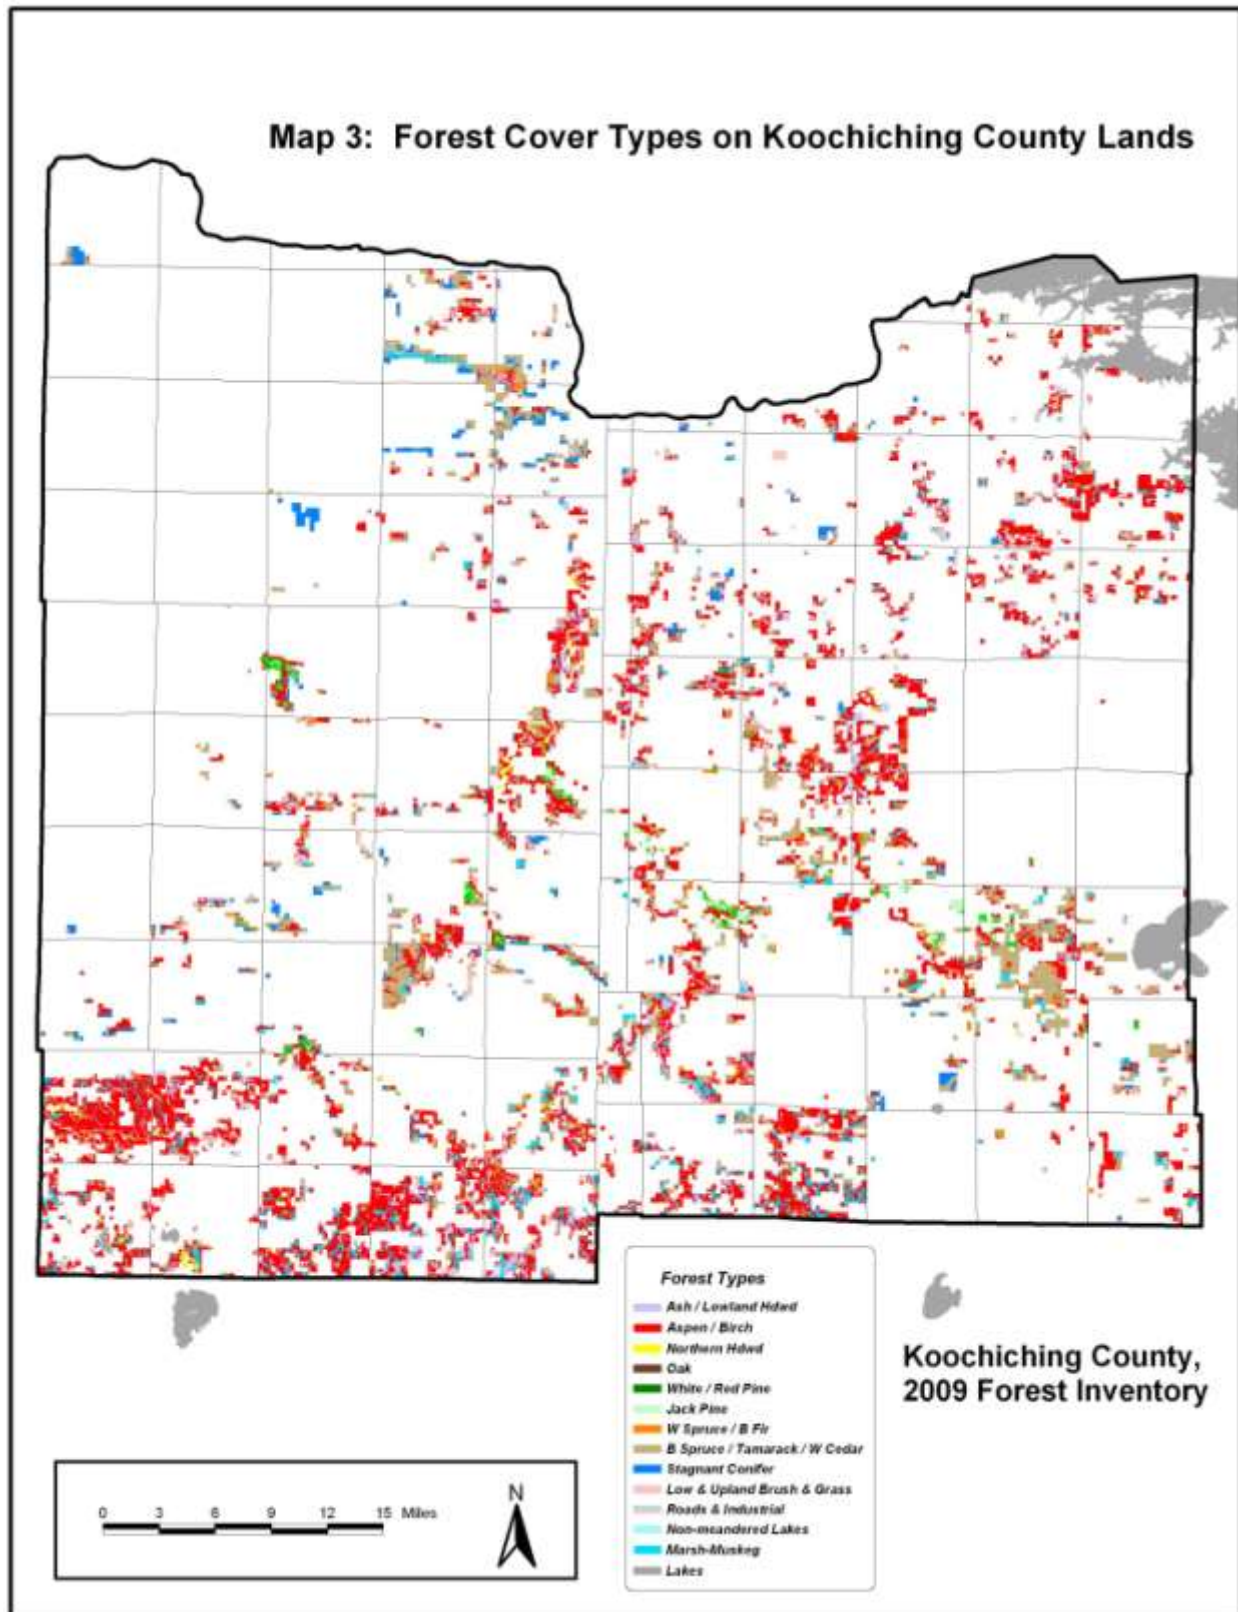 Map 3:  Forest Cover Types on Koochiching County Lands
Forest Types
Ash / Lowland Hdwd
Aspen / Birch
Northern Hdwd
Oak
White / Red Pine
Jack Pine
W Spruce / B Fir
B Spruce / Tamarack / W Cedar
Stagnant Conifer
Low & Upland Brush & Grass
Roads & Industrial
Non-meandered Lakes
Marsh-Muskeg
Lakes
Koochiching County,
2009 Forest Inventory
0 3 6 9 12 15 Miles
N